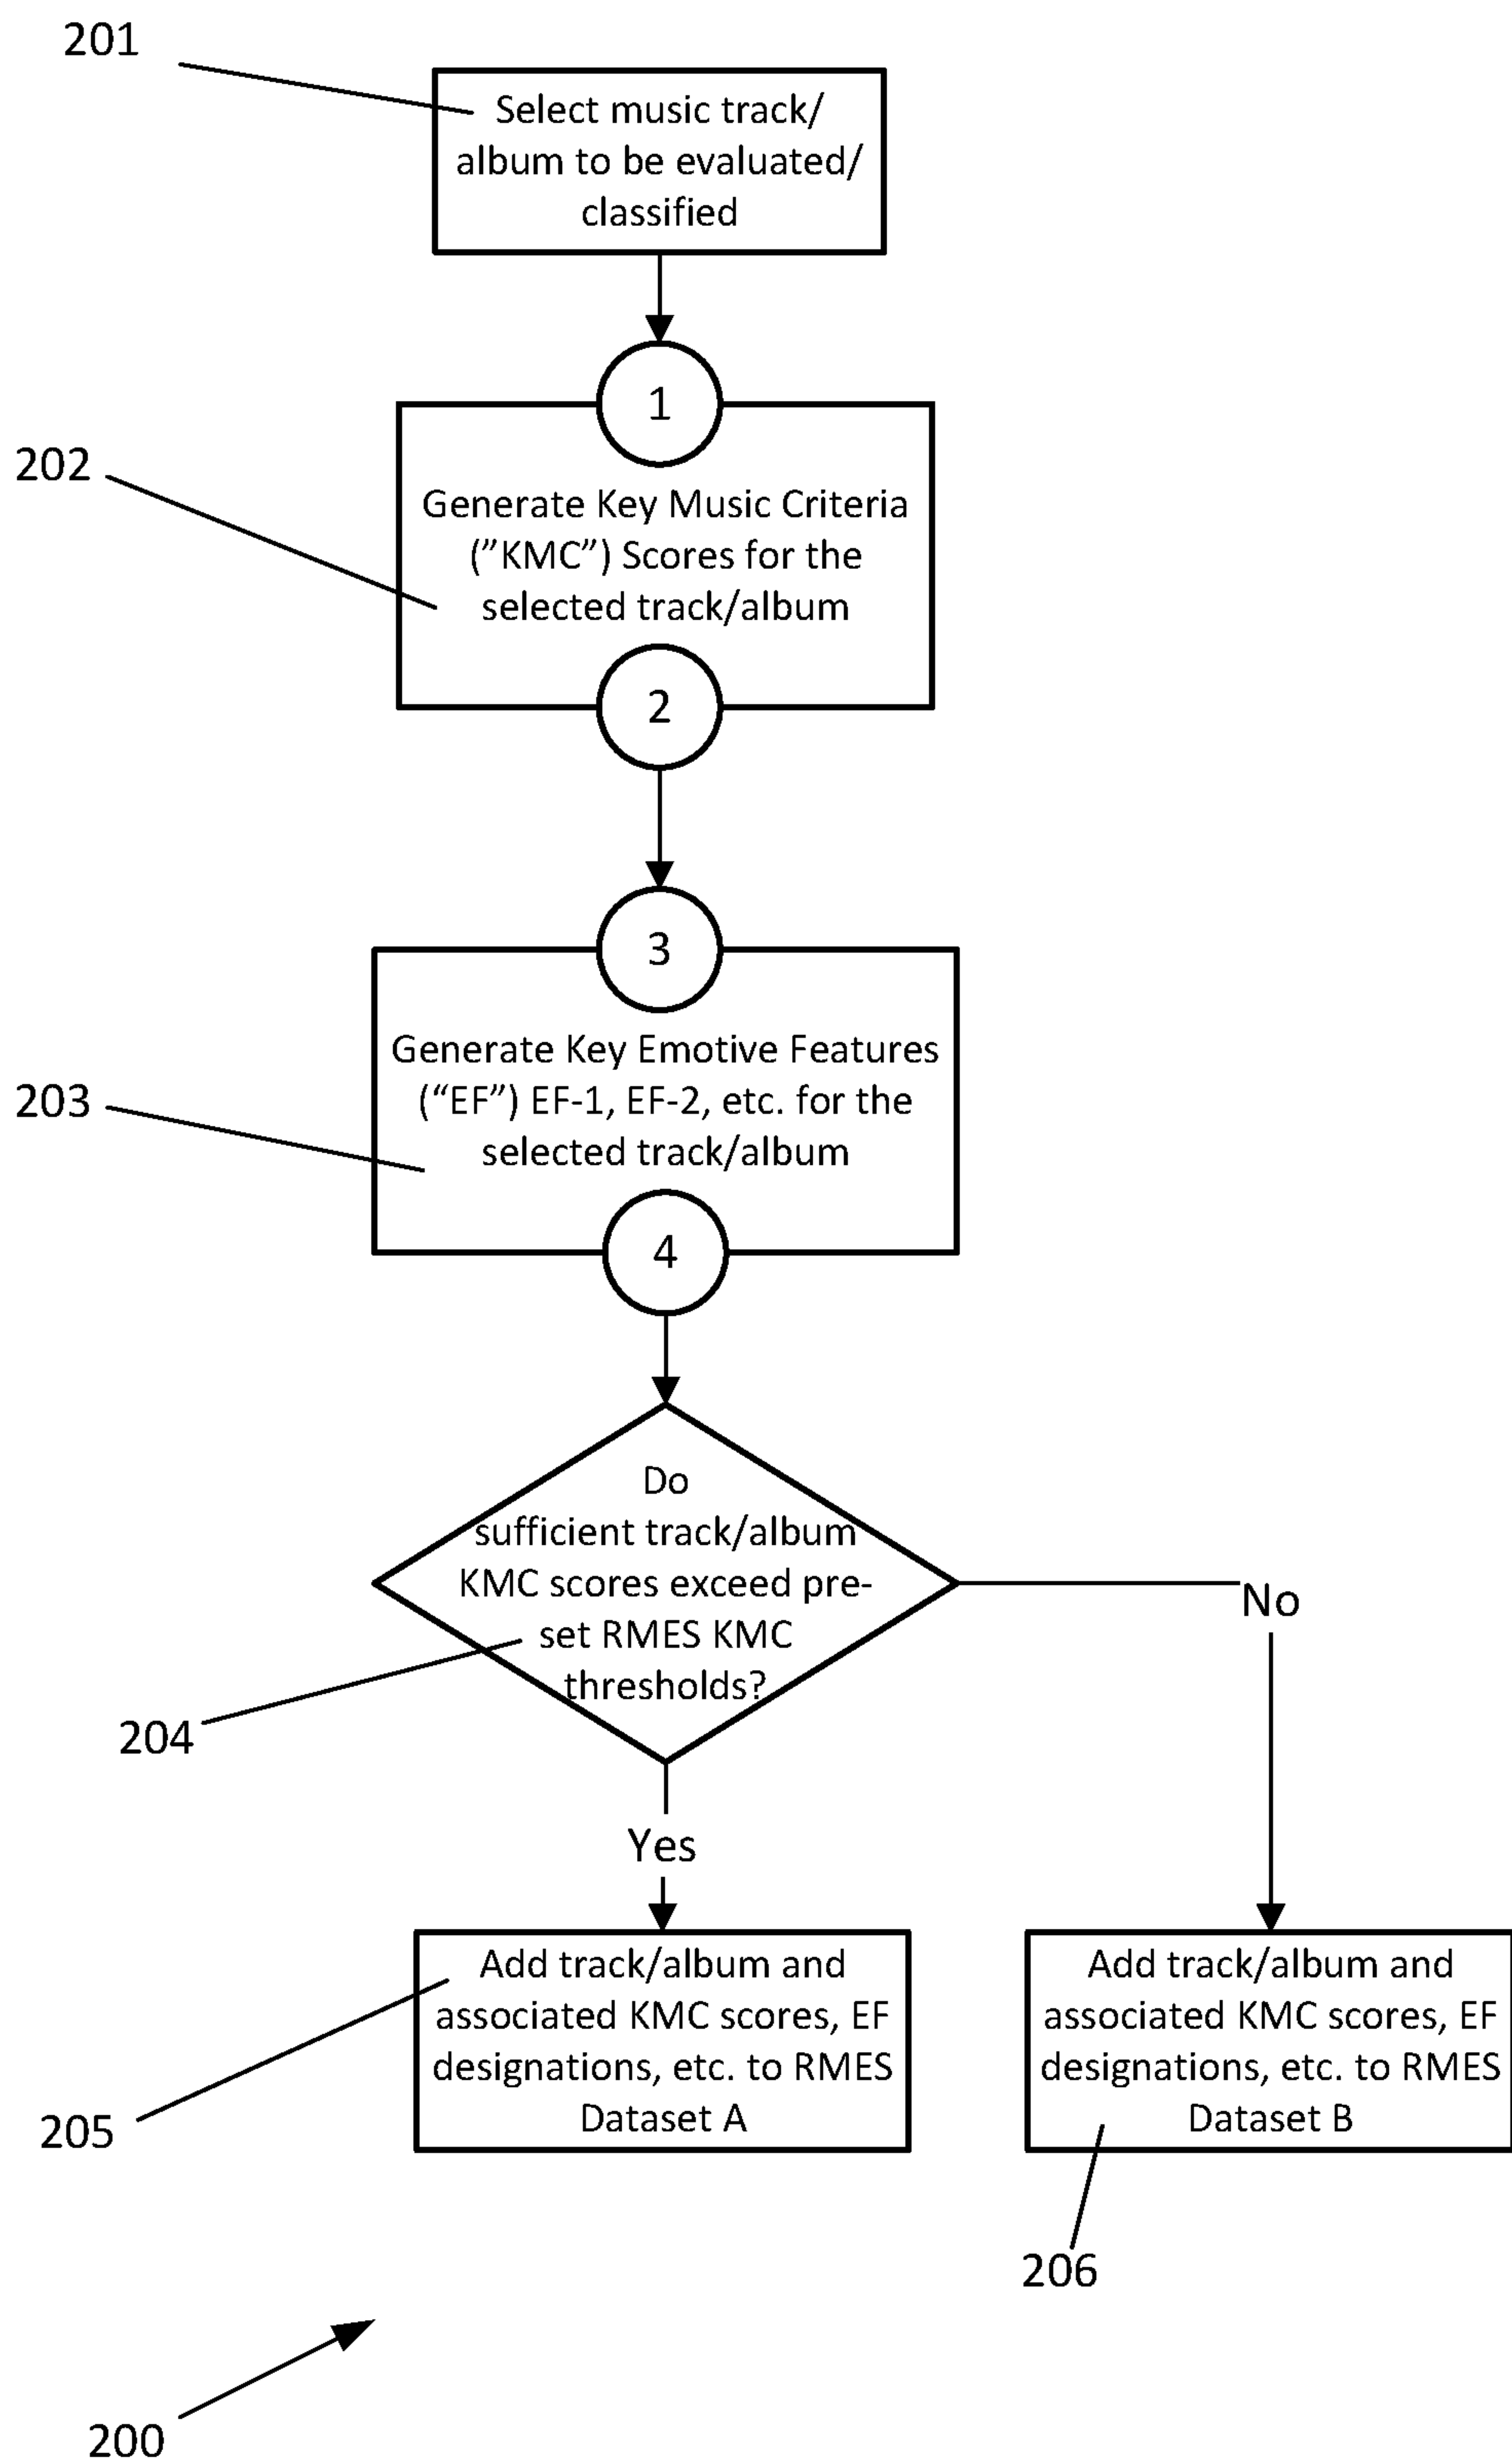 201
Select music track/
album to be evaluated/
classified
1
202
Generate Key Music Criteria
(”KMC”) Scores for the
selected track/album
2
3
Generate Key Emotive Features
(“EF”) EF-1, EF-2, etc. for the
selected track/album
203
4
Do
sufficient track/album
KMC scores exceed pre-
set RMES KMC
thresholds?
No
204
Yes
Add track/album and
associated KMC scores, EF
designations, etc. to RMES
Dataset A
205
Add track/album and
associated KMC scores, EF
designations, etc. to RMES
Dataset B
206
200